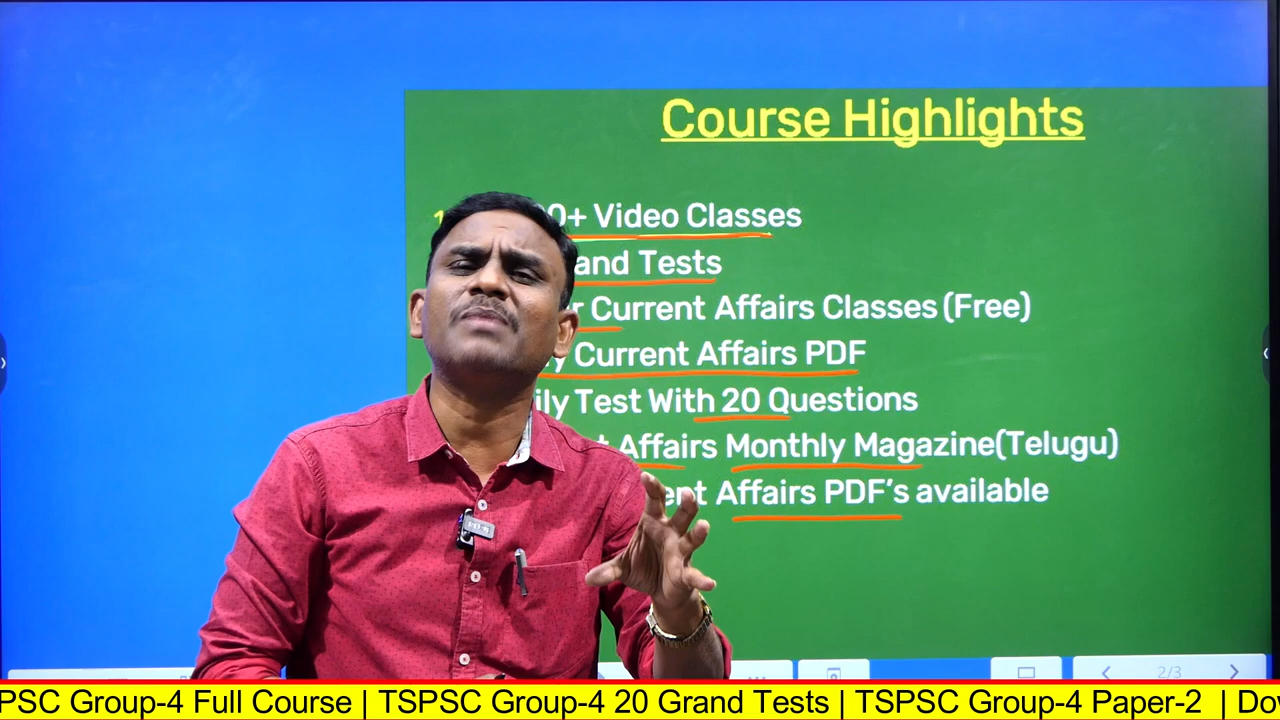 Course Highlights
0+ Video Classes
and Tests
r Current Affairs Classes (Free)
y Current Affairs PDF
ily Test With 20 Questions
t Affairs Monthly Magazine(Telugu)
ent Affairs PDF's available
2/3
PSC Group-4 Full Course | TSPSC Group-4 20 Grand Tests | TSPSC Group-4 Paper-2 | Do